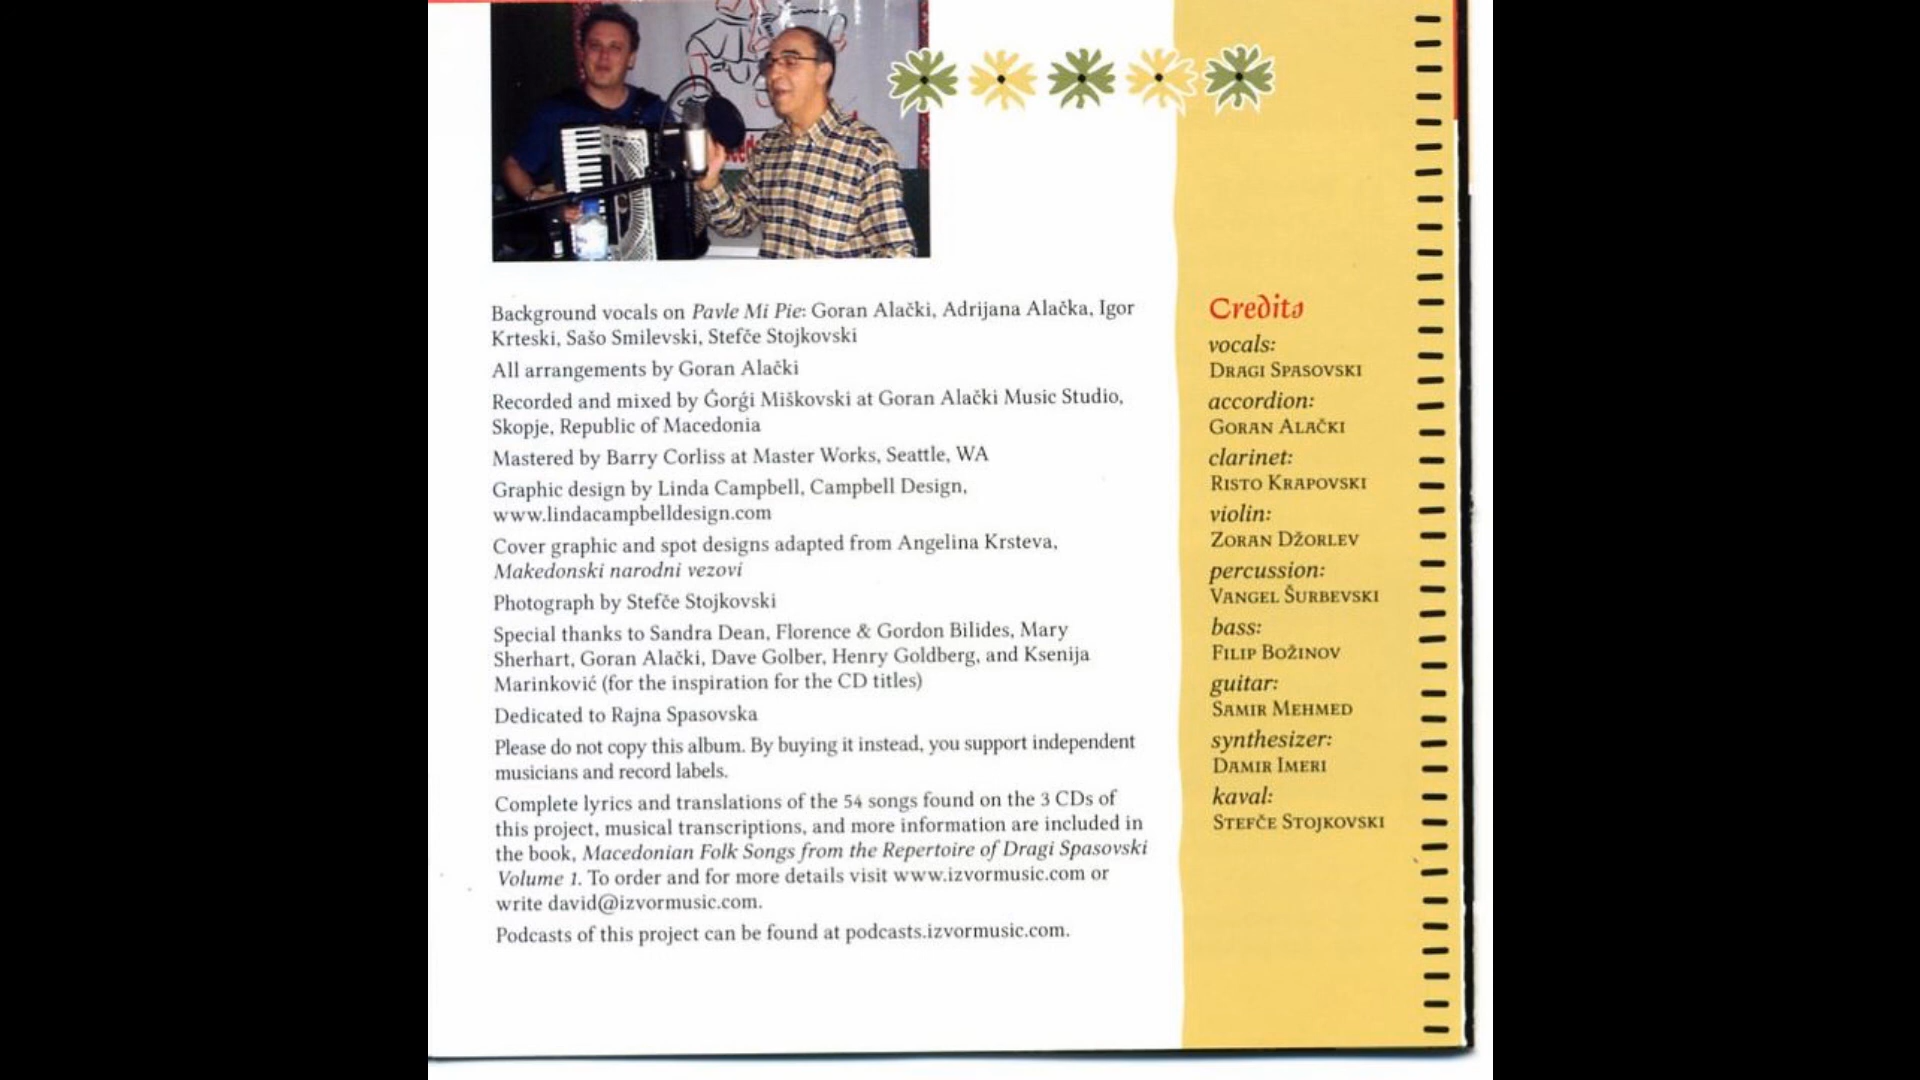 Background vocals on Pavle Mi Pie: Goran Alački, Adrijana Alačka, Igor
Krteski, Sašo Smilevski, Stefče Stojkovski
All arrangements by Goran Alački
Recorded and mixed by Ǵorǵi Miškovski at Goran Alački Music Studio,
Skopje, Republic of Macedonia
Mastered by Barry Corliss at Master Works, Seattle, WA
Graphic design by Linda Campbell, Campbell Design,
www.lindacampbelldesign.com
Cover graphic and spot designs adapted from Angelina Krsteva,
Makedonski narodni vezovi
Photograph by Stefče Stojkovski
Special thanks to Sandra Dean, Florence & Gordon Bilides, Mary
Sherhart, Goran Alački, Dave Golber, Henry Goldberg, and Ksenija
Marinković (for the inspiration for the CD titles)
Dedicated to Rajna Spasovska
Please do not copy this album. By buying it instead, you support independent
musicians and record labels.
Complete lyrics and translations of the 54 songs found on the 3 CDs of
this project, musical transcriptions, and more information are included in
the book, Macedonian Folk Songs from the Repertoire of Dragi Spasovski
Volume 1. To order and for more details visit www.izvormusic.com or
write david@izvormusic.com.
Podcasts of this project can be found at podcasts.izvormusic.com.
Credits
vocals:
DRAGI SPASOVSKI
accordion:
GORAN ALAČKI
clarinet:
RISTO KRAPOVSKI
violin:
ZORAN DŽORLEV
percussion:
VANGEL ŠURBEVSKI
bass:
FILIP BOŽINOV
guitar:
SAMIR MEHMED
synthesizer:
DAMIR IMERI
kaval:
STEFČE STOJKOVSKI